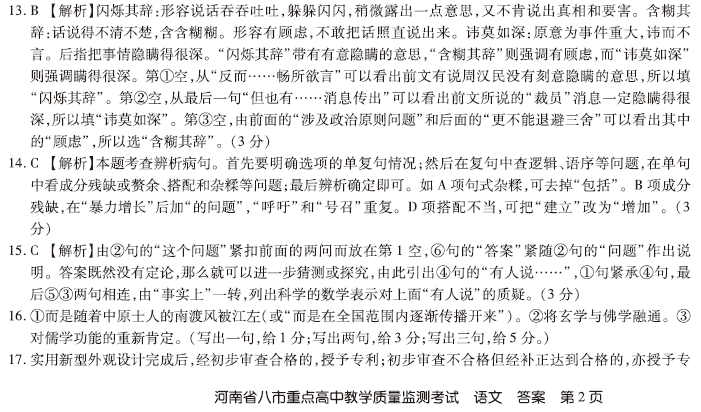 13. B 【解析】闪烁其辞：形容说话吞吞吐吐，躲躲闪闪，稍微露出一点意思，又不肯说出真相和要害。含糊其
辞：话说得不清不楚，含含糊糊。形容有顾虑，不敢把话照直说出来。讳莫如深：原意为事件重大，讳而不
言。后指把事情隐瞒得很深。“闪烁其辞”带有有意隐瞒的意思，“含糊其辞”则强调有顾虑，而“讳莫如深”
则强调瞒得很深。第①空，从“反而……畅所欲言”可以看出前文有说周汉民没有刻意隐瞒的意思，所以填
“闪烁其辞”。第②空，从最后一句“但也有……消息传出”可以看出前文所说的“裁员”消息一定隐瞒得很
深，所以填“讳莫如深”。第③空，由前面的“涉及政治原则问题”和后面的“更不能退避三舍”可以看出其中
的“顾虑”，所以选“含糊其辞”。（3 分）
14. C 【解析】本题考查辨析病句。首先要明确选项的单复句情况；然后在复句中查逻辑、语序等问题，在单句
中看成分残缺或赘余、搭配和杂糅等问题；最后辨析确定即可。如 A 项句式杂糅，可去掉“包括”。B 项成分
残缺，在“暴力增长”后加“的问题”，“呼吁”和“号召”重复。D 项搭配不当，可把“建立”改为“增加”。（3
分）
15. C 【解析】由②句的“这个问题”紧扣前面的两问而放在第 1 空，⑥句的“答案”紧随②句的“问题”作出说
明。答案既然没有定论，那么就可以进一步猜测或探究，由此引出④句的“有人说……”，①句紧承④句，最
后⑤③两句相连，由“事实上”一转，列出科学的数学表示对上面“有人说”的质疑。（3 分）
16. ①而是随着中原士人的南渡风被江左（或“而是在全国范围内逐渐传播开来”）。②将玄学与佛学融通。③
对儒学功能的重新肯定。（写出一句，给 1 分；写出两句，给 3 分；写出三句，给 5 分。）
17. 实用新型外观设计完成后，经初步审查合格的，授予专利；初步审查不合格但经补正达到合格的，亦授予专
河南省八市重点高中教学质量监测考试 语文 答案 第 2 页